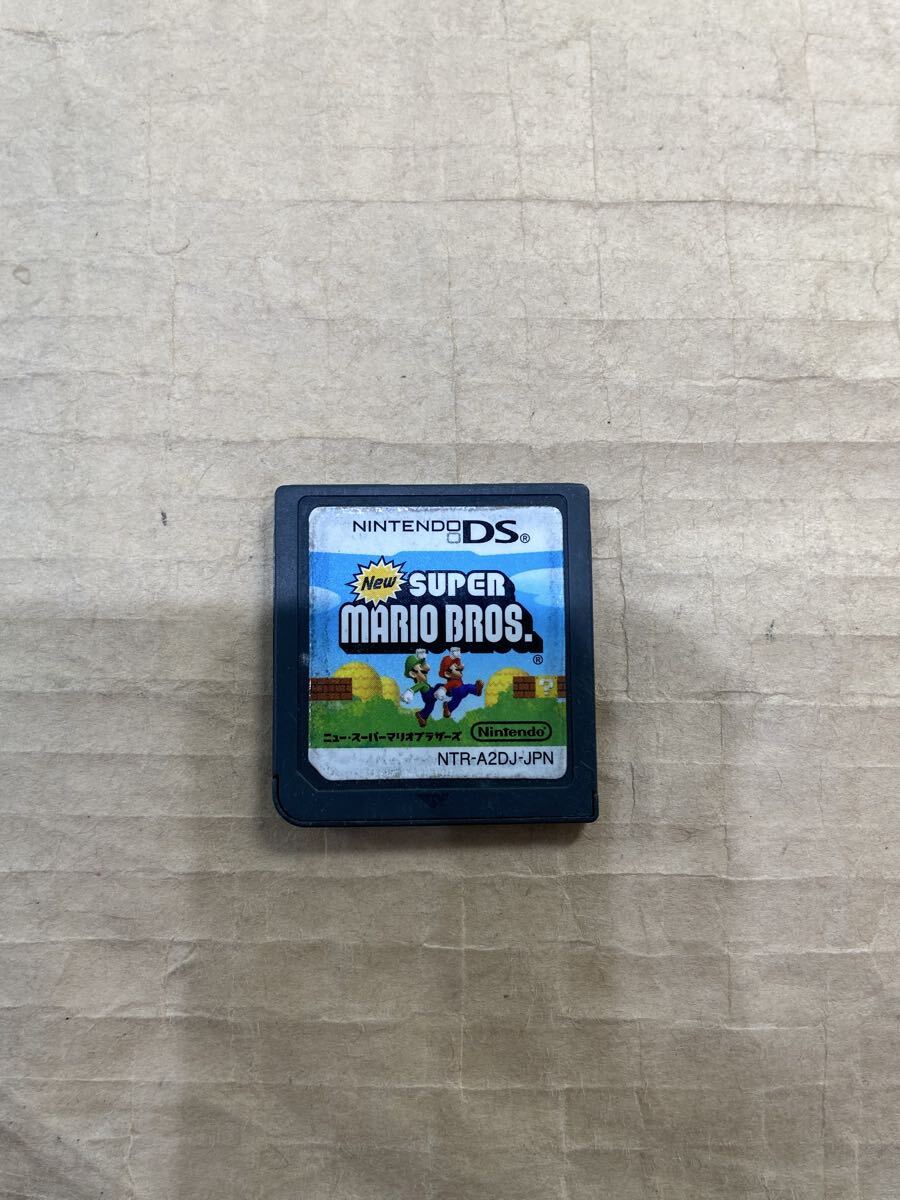 NINTENDO DS®
New SUPER
MARIO BROS.®
?
ニュー・スーパーマリオブラザーズ
Nintendo®
NTR-A2DJ-JPN